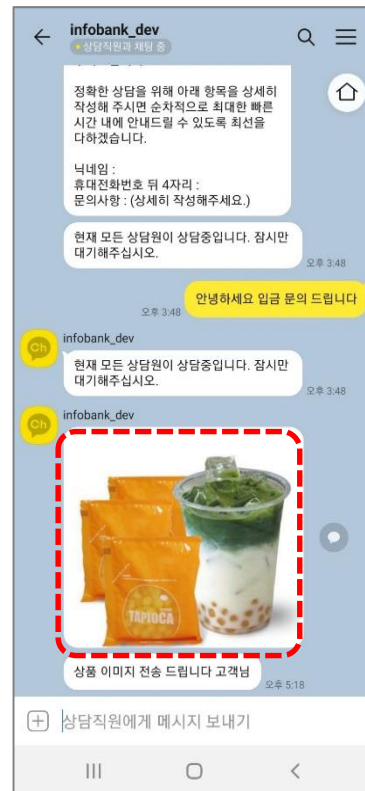 infobank_dev
상담직원과 채팅 중
정확한 상담을 위해 아래 항목을 상세히
작성해 주시면 순차적으로 최대한 빠른
시간 내에 안내드릴 수 있도록 최선을
다하겠습니다.
닉네임 :
휴대전화번호 뒤 4자리 :
문의사항 : (상세히 작성해주세요.)
현재 모든 상담원이 상담중입니다. 잠시만
대기해주십시오.
오후 3:48
안녕하세요 입금 문의 드립니다
오후 3:48
Ch
infobank_dev
현재 모든 상담원이 상담중입니다. 잠시만
대기해주십시오.
오후 3:48
Ch
infobank_dev
TAPIOCA
상품 이미지 전송 드립니다 고객님
오후 5:18
상담직원에게 메시지 보내기